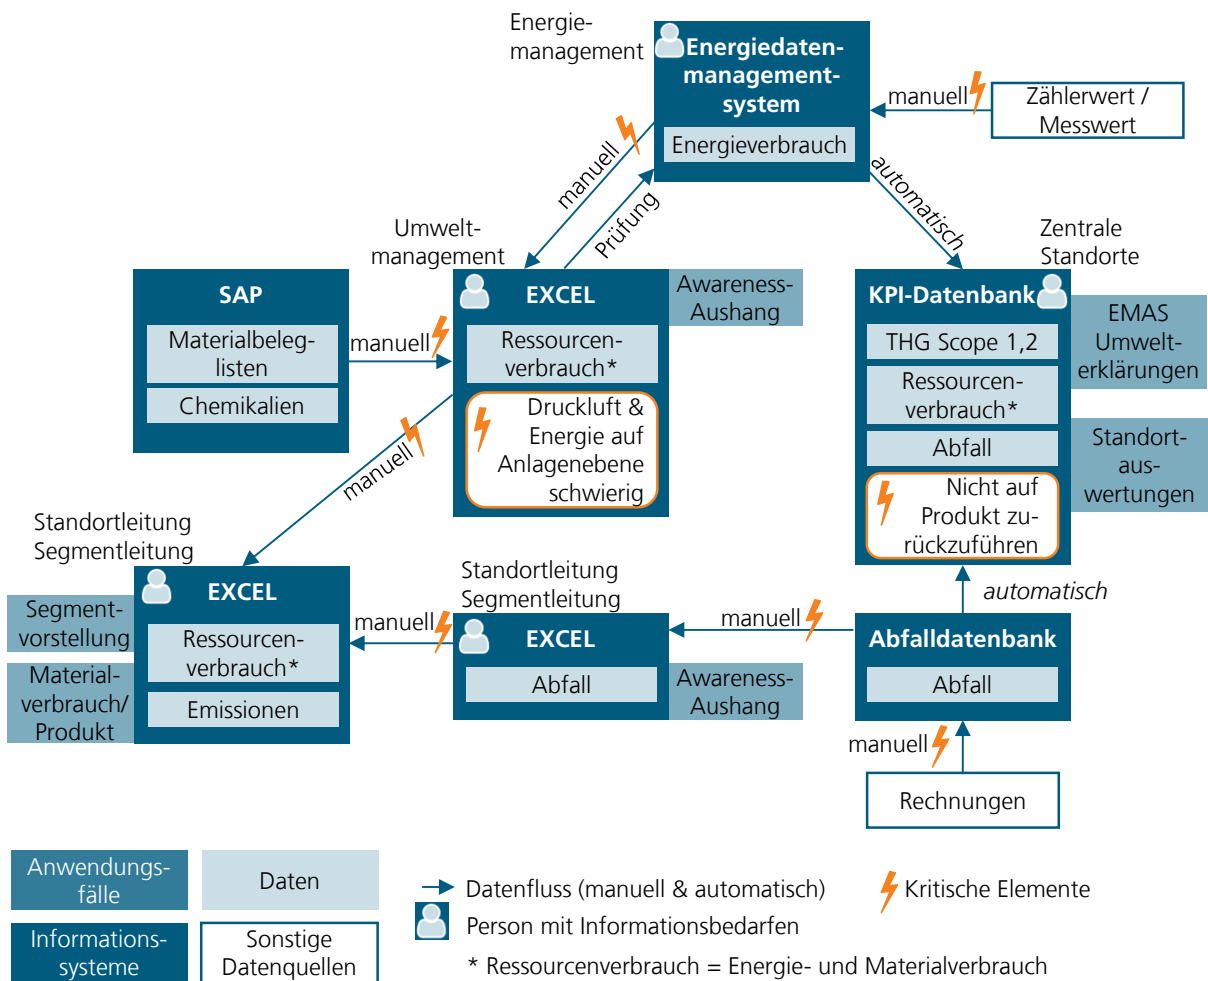 Energie-
management
Energiedaten-
management-
system
Energieverbrauch
manuell
Zählerwert /
Messwert
manuell
Prüfung
automatisch
Umwelt-
management
Zentrale
Standorte
SAP
Materialbeleg-
listen
Chemikalien
manuell
EXCEL
Ressourcen-
verbrauch*
Druckluft &
Energie auf
Anlagenebene
schwierig
Awareness-
Aushang
KPI-Datenbank
THG Scope 1,2
Ressourcen-
verbrauch*
Abfall
Nicht auf
Produkt zu-
rückzuführen
EMAS
Umwelt-
erklärungen
Standort-
aus-
wertungen
manuell
Standortleitung
Segmentleitung
EXCEL
Ressourcen-
verbrauch*
Emissionen
Segment-
vorstellung
Material-
verbrauch/
Produkt
manuell
Standortleitung
Segmentleitung
EXCEL
Abfall
Awareness-
Aushang
manuell
automatisch
Abfalldatenbank
Abfall
manuell
Rechnungen
Anwendungs-
fälle
Daten
Informations-
systeme
Sonstige
Datenquellen
Datenfluss (manuell & automatisch)
Kritische Elemente
Person mit Informationsbedarfen
* Ressourcenverbrauch = Energie- und Materialverbrauch